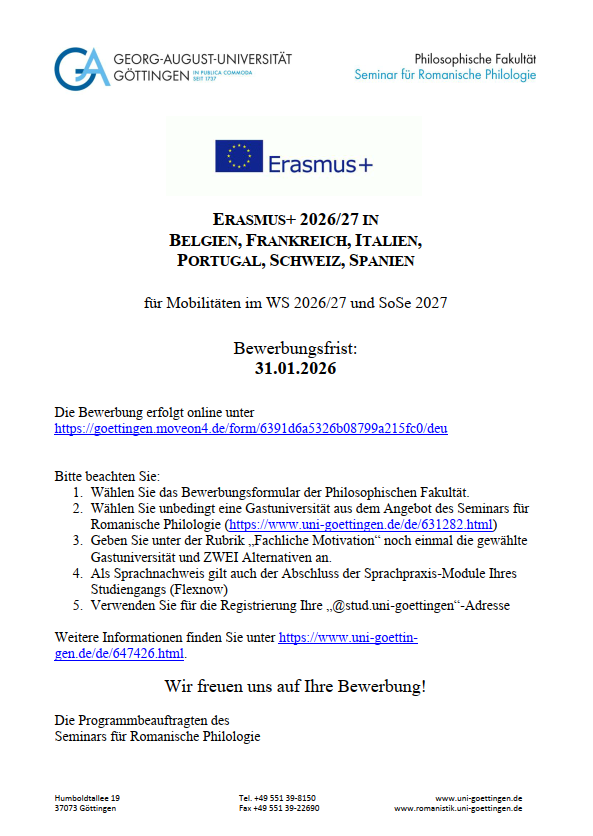 GEORG-AUGUST-UNIVERSITÄT
GÖTTINGEN IN PUBLICA COMMODA
SEIT 1737
Philosophische Fakultät
Seminar für Romanische Philologie
Erasmus+
ERASMUS+ 2026/27 IN
BELGIEN, FRANKREICH, ITALIEN,
PORTUGAL, SCHWEIZ, SPANIEN
für Mobilitäten im WS 2026/27 und SoSe 2027
Bewerbungsfrist:
31.01.2026
Die Bewerbung erfolgt online unter
https://goettingen.moveon4.de/form/6391d6a5326b08799a215fc0/deu
Bitte beachten Sie:
1. Wählen Sie das Bewerbungsformular der Philosophischen Fakultät.
2. Wählen Sie unbedingt eine Gastuniversität aus dem Angebot des Seminars für
Romanische Philologie (https://www.uni-goettingen.de/de/631282.html)
3. Geben Sie unter der Rubrik „Fachliche Motivation“ noch einmal die gewählte
Gastuniversität und ZWEI Alternativen an.
4. Als Sprachnachweis gilt auch der Abschluss der Sprachpraxis-Module Ihres
Studiengangs (Flexnow)
5. Verwenden Sie für die Registrierung Ihre „@stud.uni-goettingen“-Adresse
Weitere Informationen finden Sie unter https://www.uni-goettin-
gen.de/de/647426.html.
Wir freuen uns auf Ihre Bewerbung!
Die Programmbeauftragten des
Seminars für Romanische Philologie
Humboldtallee 19
37073 Göttingen
Tel. +49 551 39-8150
Fax +49 551 39-22690
www.uni-goettingen.de
www.romanistik.uni-goettingen.de